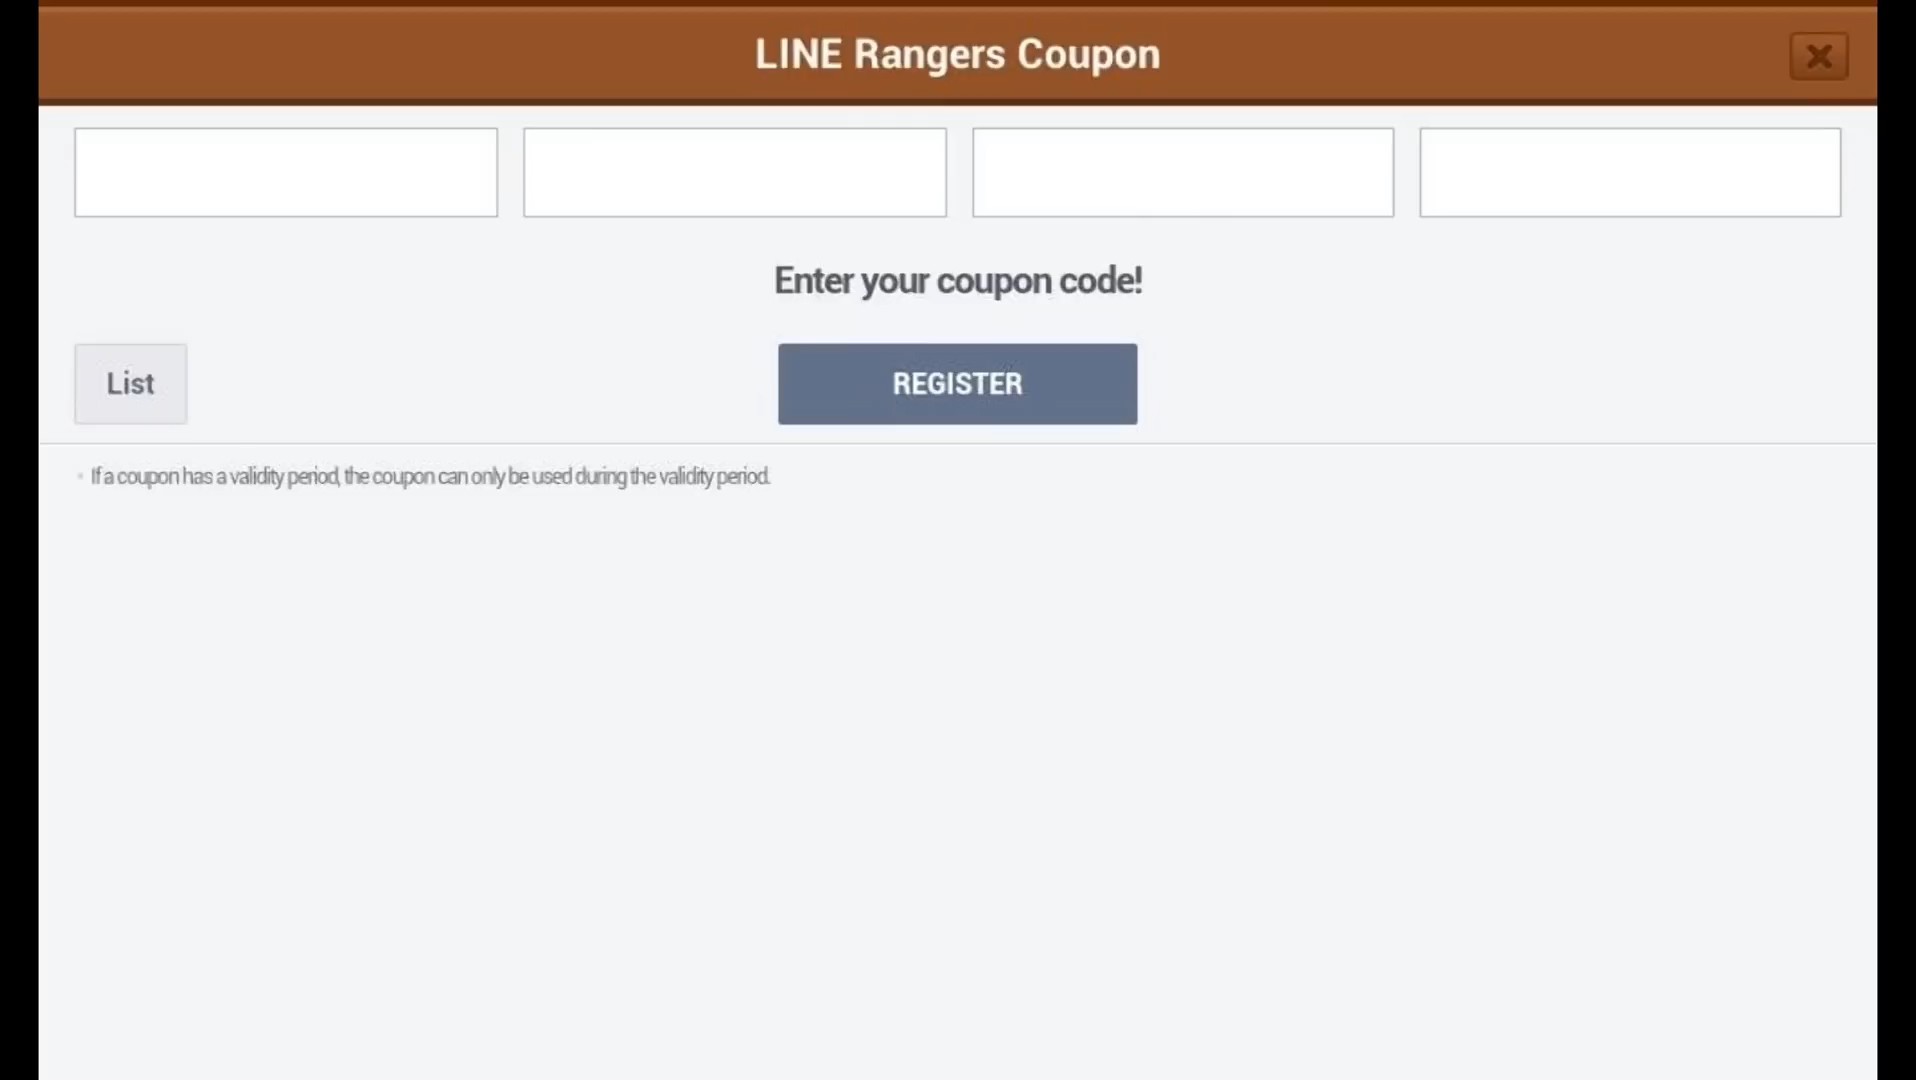 LINE Rangers Coupon
Enter your coupon code!
List
REGISTER
If a coupon has a validity period, the coupon can only be used during the validity period.